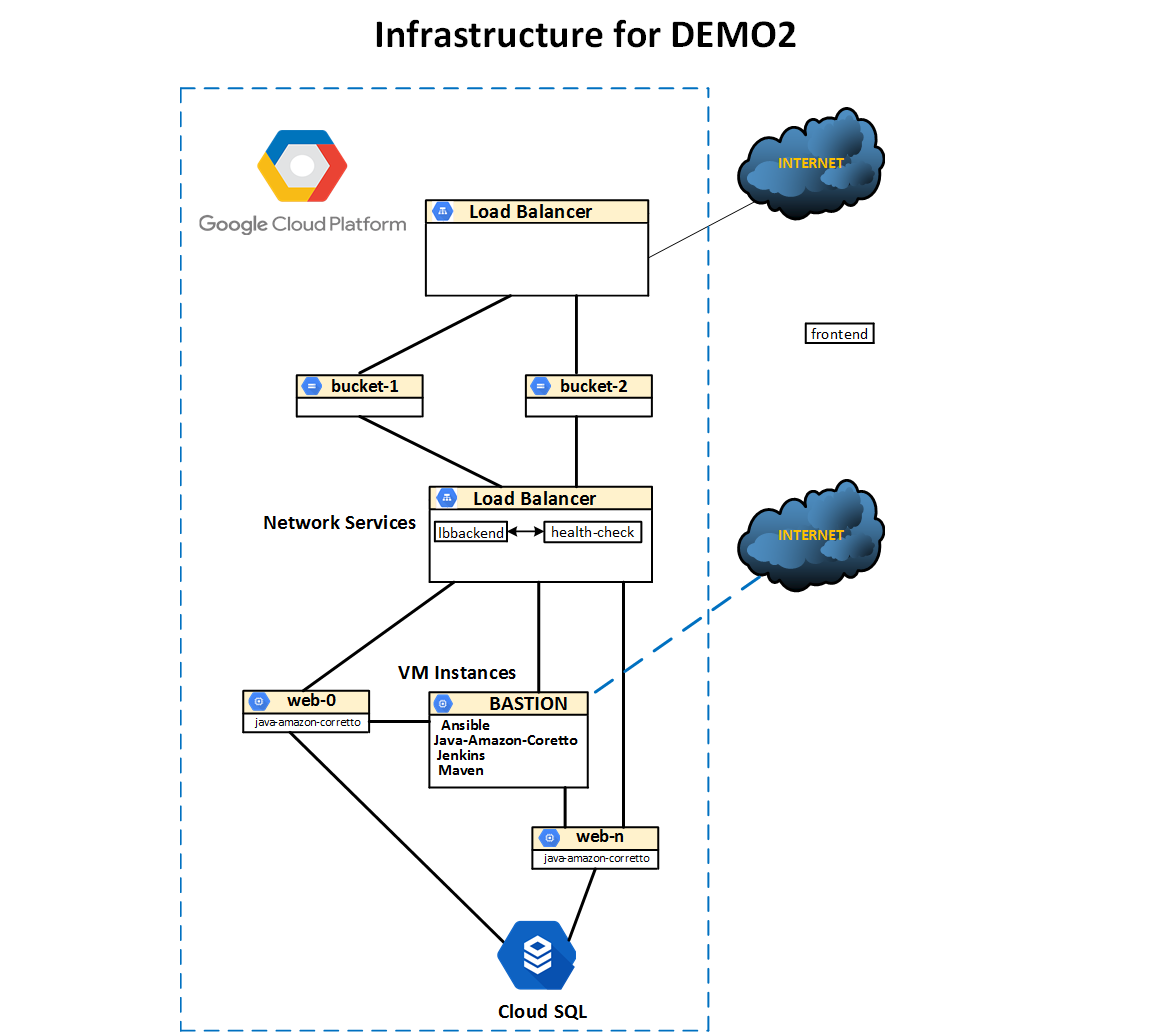 Infrastructure for DEMO2
Google Cloud Platform
INTERNET
Load Balancer
frontend
bucket-1
bucket-2
Load Balancer
Network Services
lbbackend
health-check
INTERNET
VM Instances
web-0
java-amazon-corretto
BASTION
Ansible
Java-Amazon-Coretto
Jenkins
Maven
web-n
java-amazon-corretto
Cloud SQL